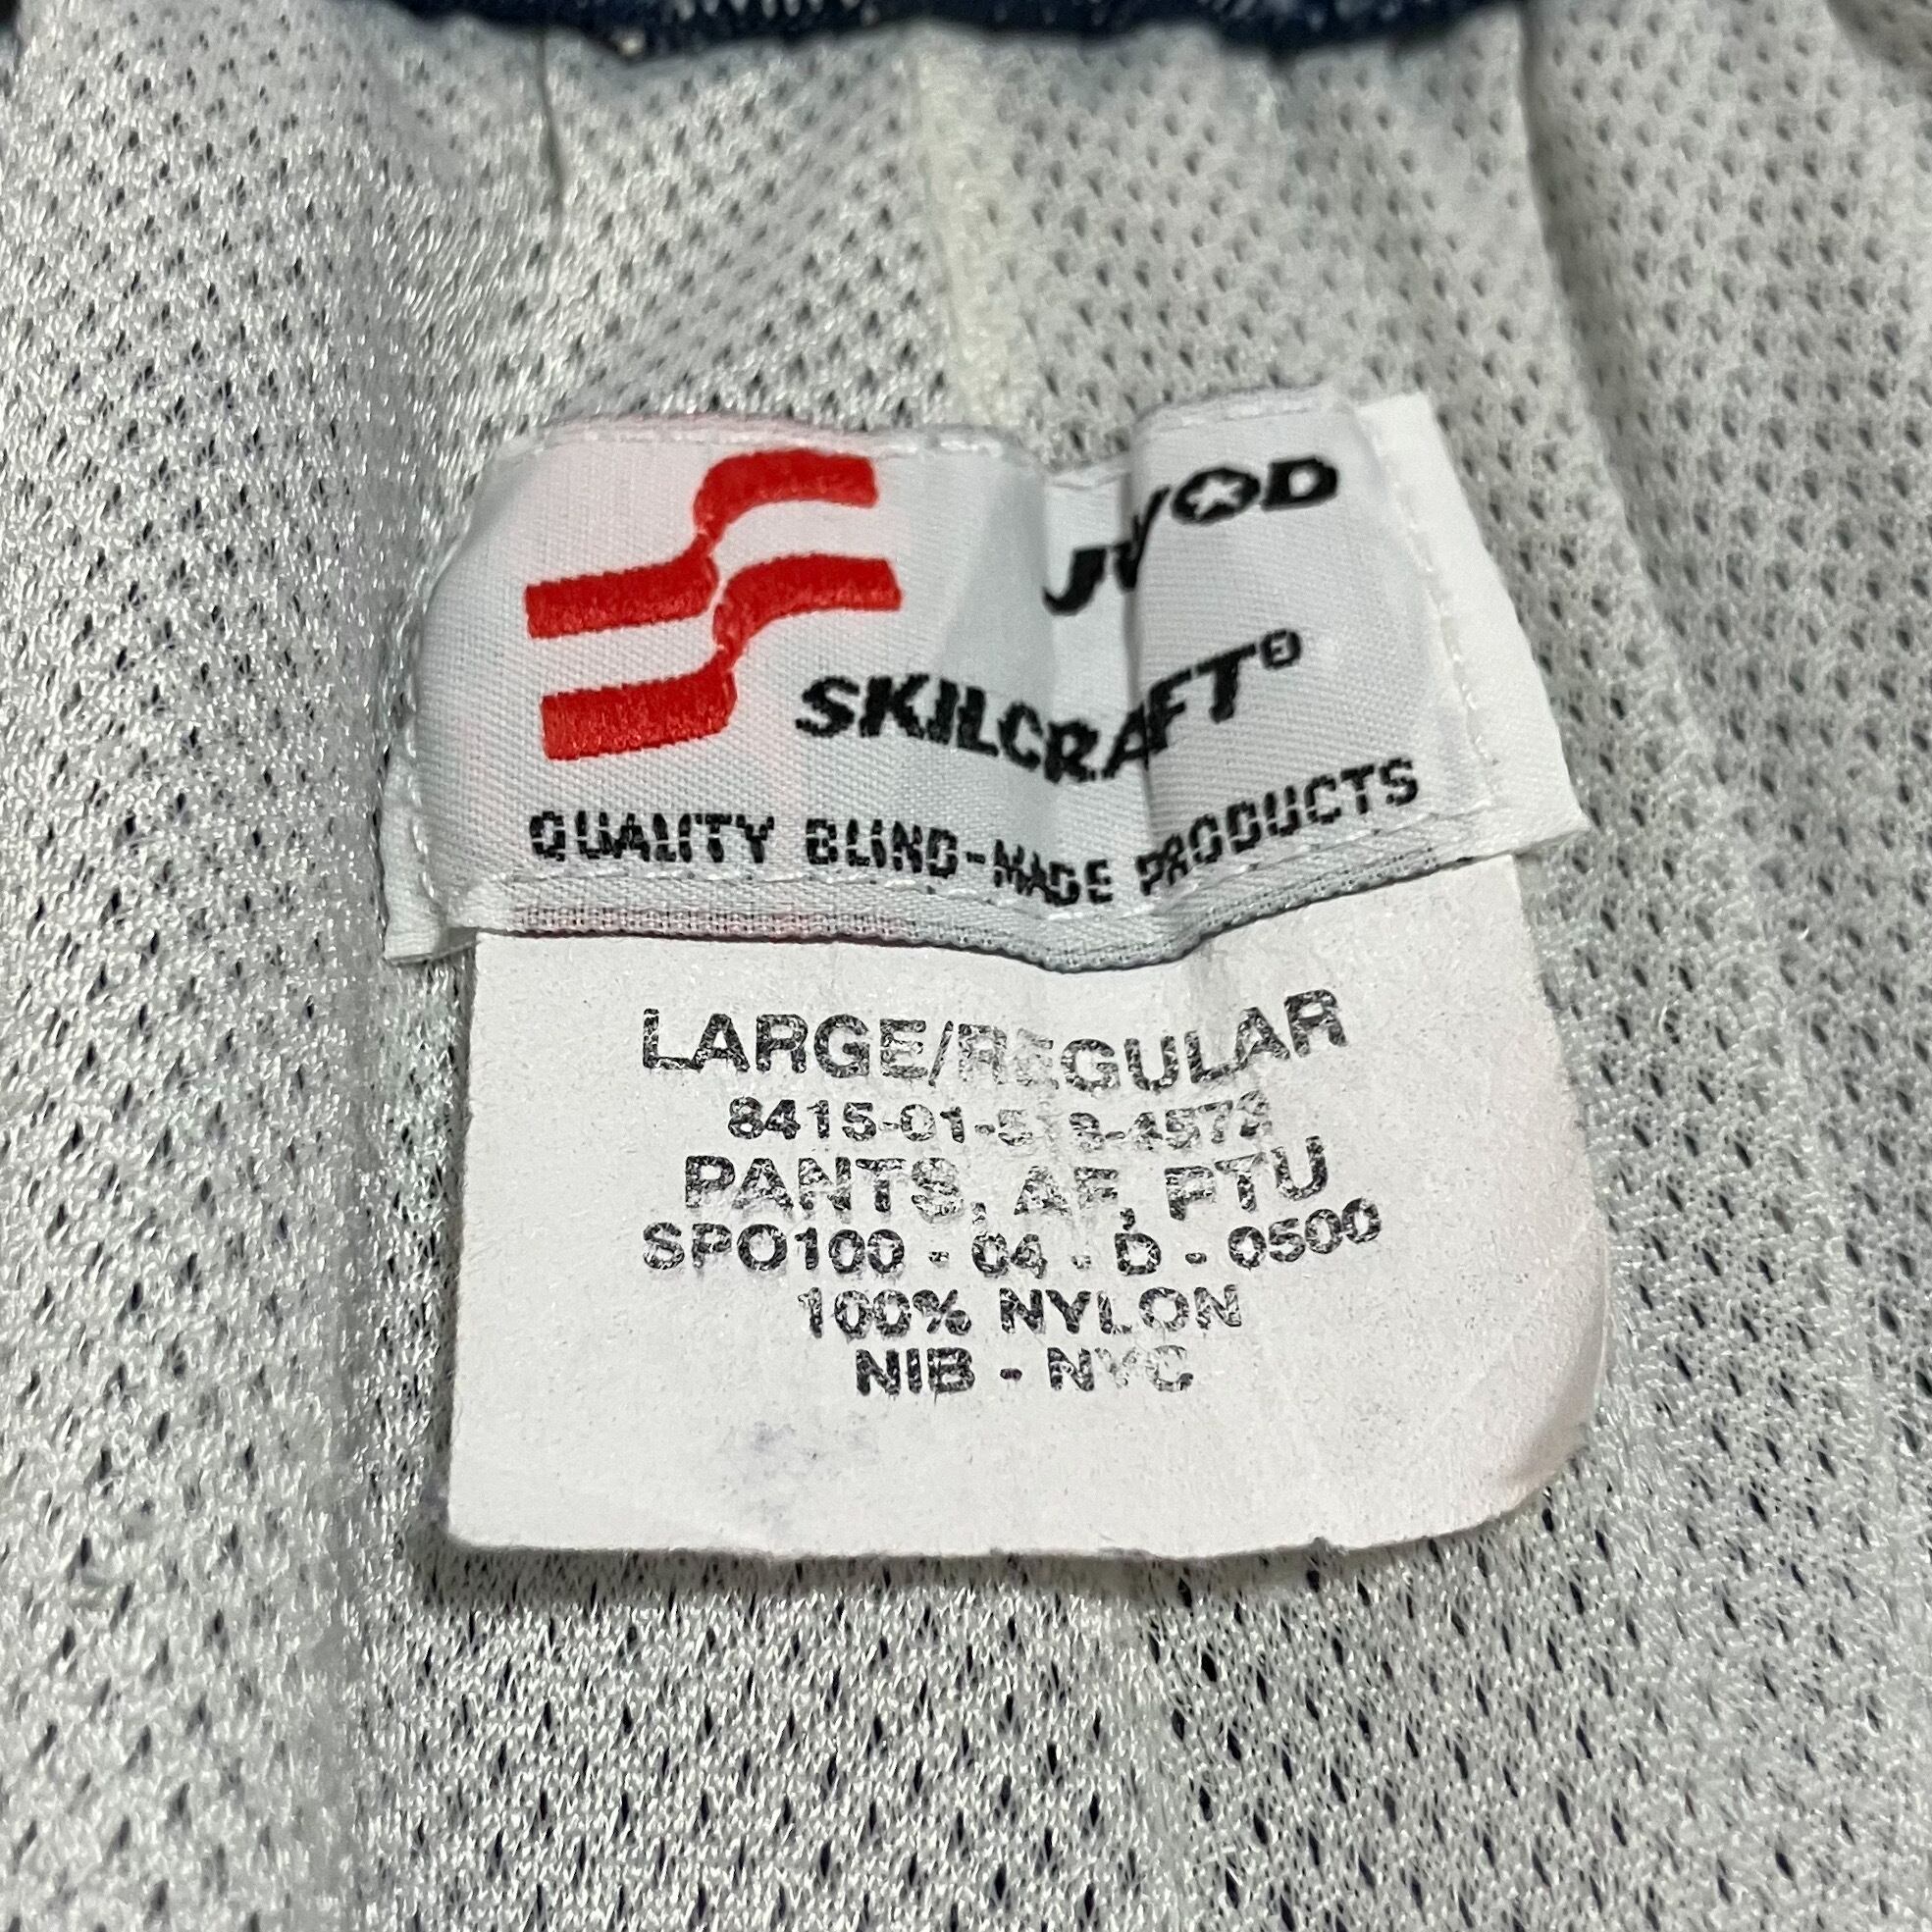 JWOD
SKILCRAFT®
QUALITY BLIND-MADE PRODUCTS
LARGE/REGULAR
PANTS, AF, PTU
SPO100 - 04 - D - 0500
100% NYLON
NIB - NYC